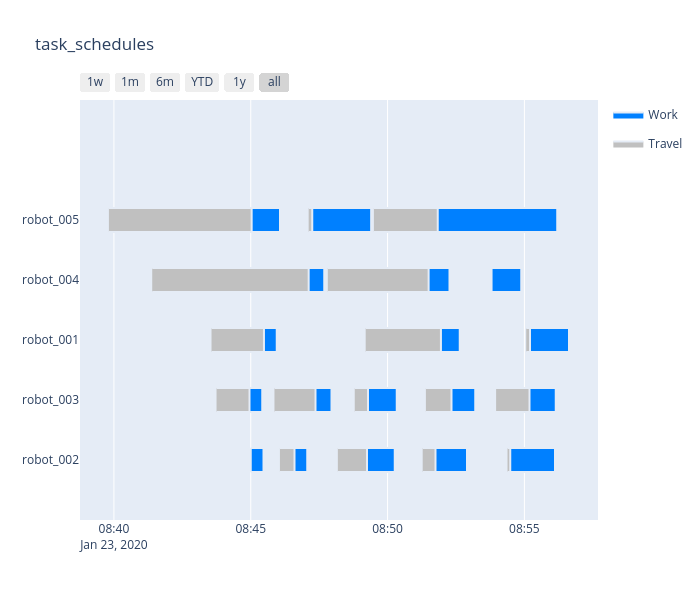 task_schedules
1w 1m 6m YTD 1y all
Work
Travel
robot_005
robot_004
robot_001
robot_003
robot_002
08:40 08:45 08:50 08:55
Jan 23, 2020